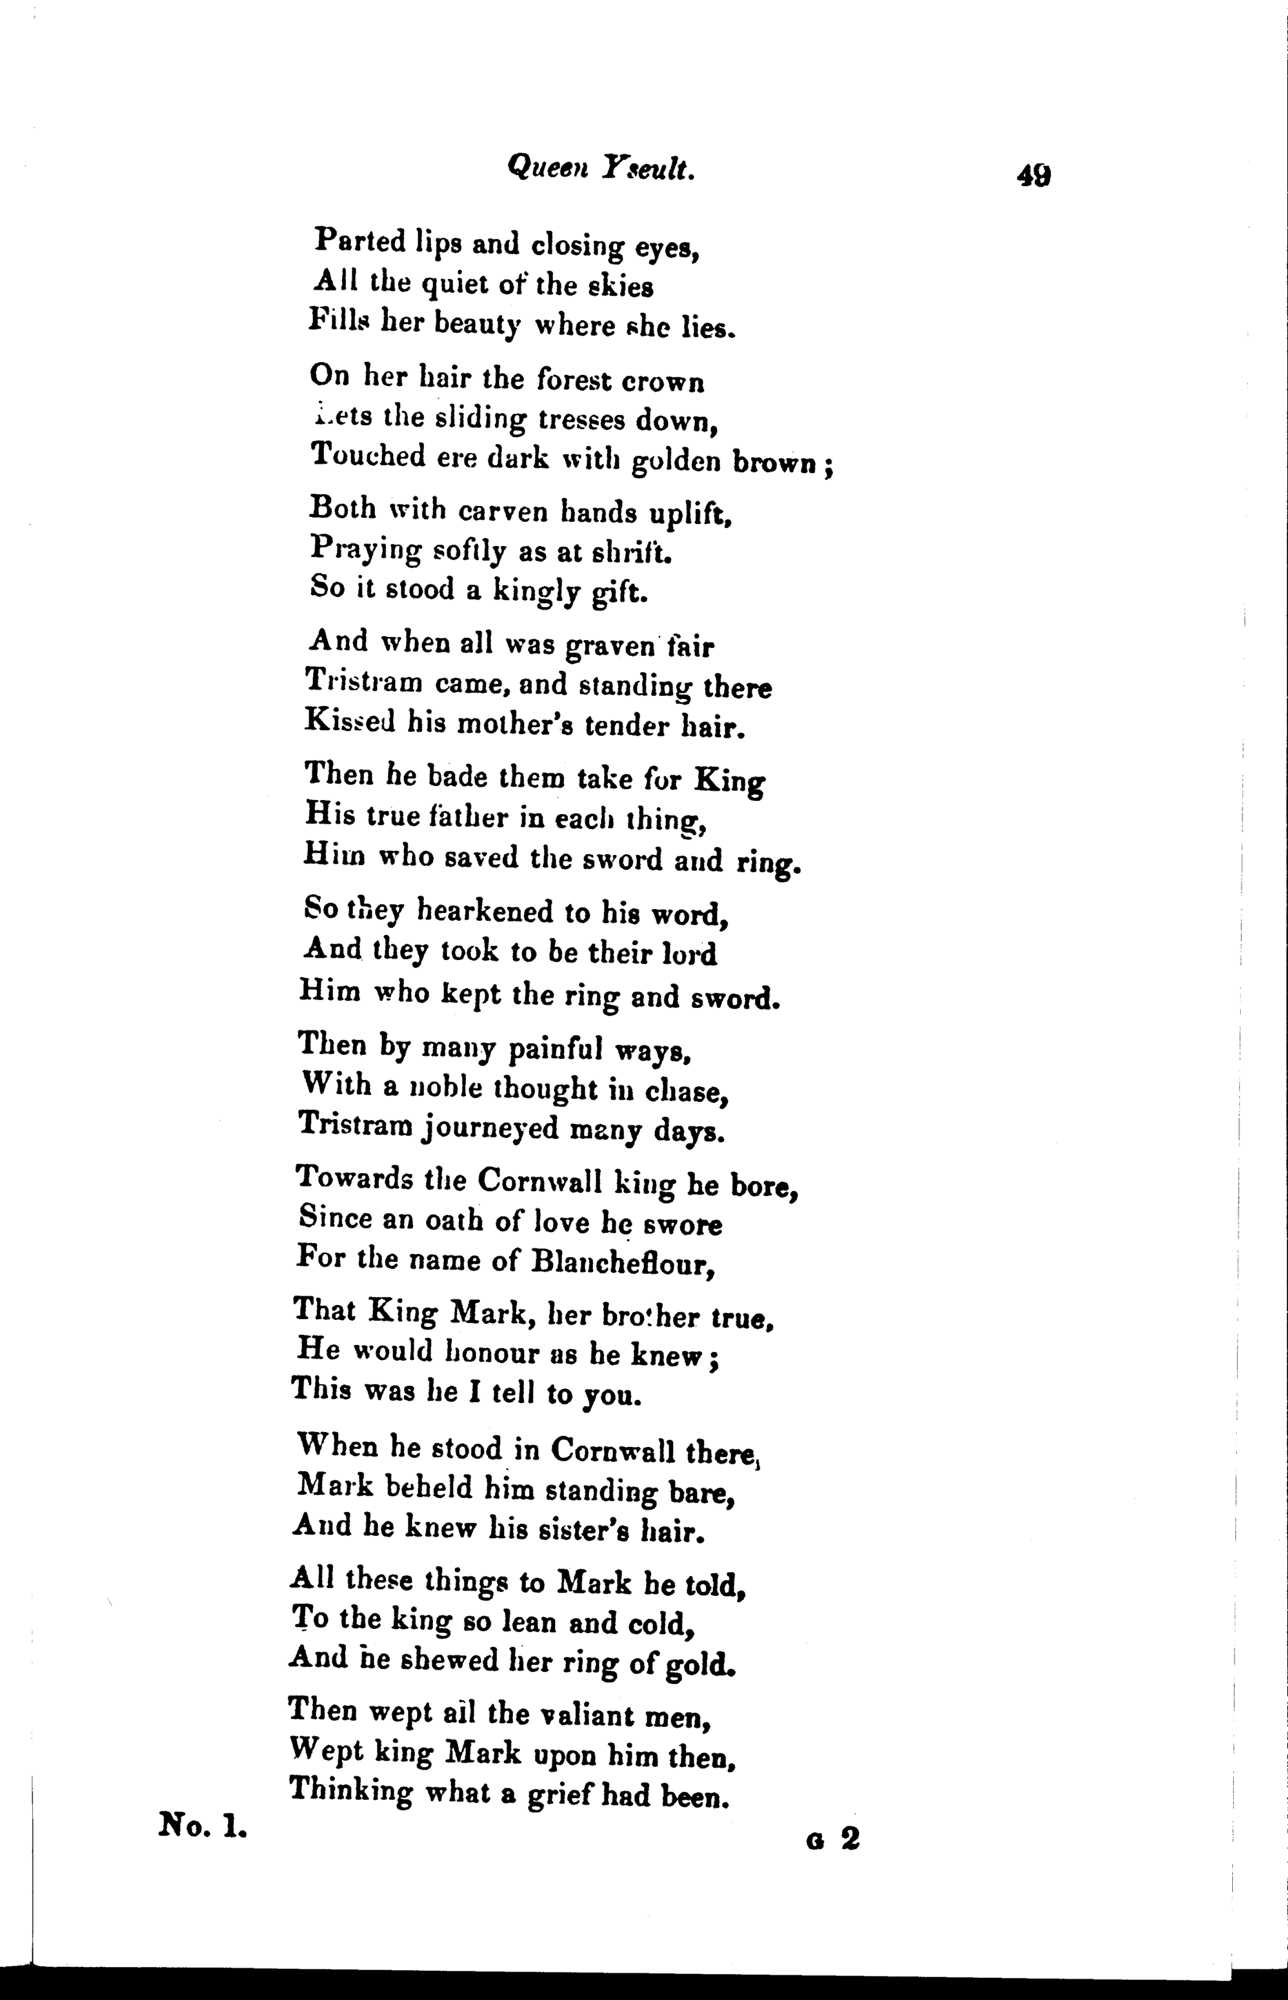 Queen Yseult.
49
Parted lips and closing eyes,
All the quiet of the skies
Fills her beauty where she lies.
On her hair the forest crown
Lets the sliding tresses down,
Touched ere dark with golden brown;
Both with carven hands uplift,
Praying softly as at shrift.
So it stood a kingly gift.
And when all was graven fair
Tristram came, and standing there
Kissed his mother's tender hair.
Then he bade them take for King
His true father in each thing,
Him who saved the sword and ring.
So they hearkened to his word,
And they took to be their lord
Him who kept the ring and sword.
Then by many painful ways,
With a noble thought in chase,
Tristram journeyed many days.
Towards the Cornwall king he bore,
Since an oath of love he swore
For the name of Blancheflour,
That King Mark, her brother true,
He would honour as he knew;
This was he I tell to you.
When he stood in Cornwall there,
Mark beheld him standing bare,
And he knew his sister's hair.
All these things to Mark he told,
To the king so lean and cold,
And he shewed her ring of gold.
Then wept all the valiant men,
Wept king Mark upon him then,
Thinking what a grief had been.
No. 1.
G 2